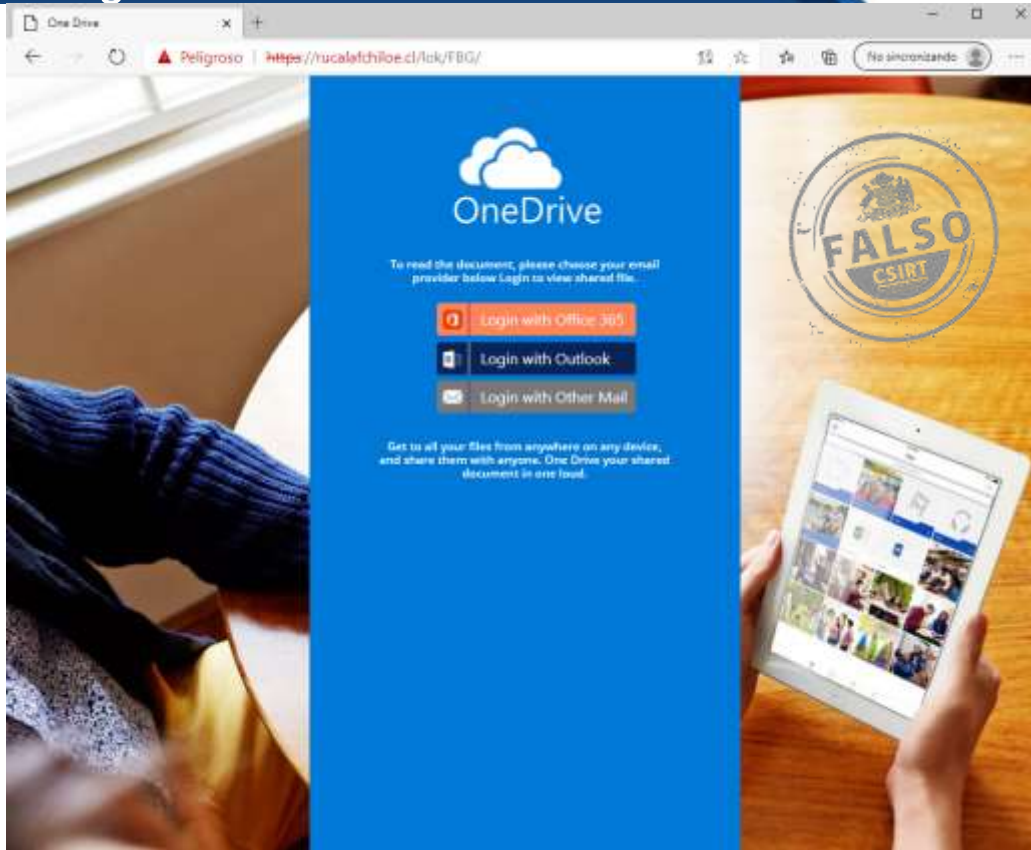 One Drive
Peligroso | https://rucalafchiloe.cl/lok/FBG/
No sincronizando
OneDrive
To read the document, please choose your email
provider below Login to view shared file.
Login with Office 365
Login with Outlook
Login with Other Mail
Get to all your files from anywhere on any device,
and share them with anyone. One Drive your shared
document in one loud.
FALSO
CSIRT